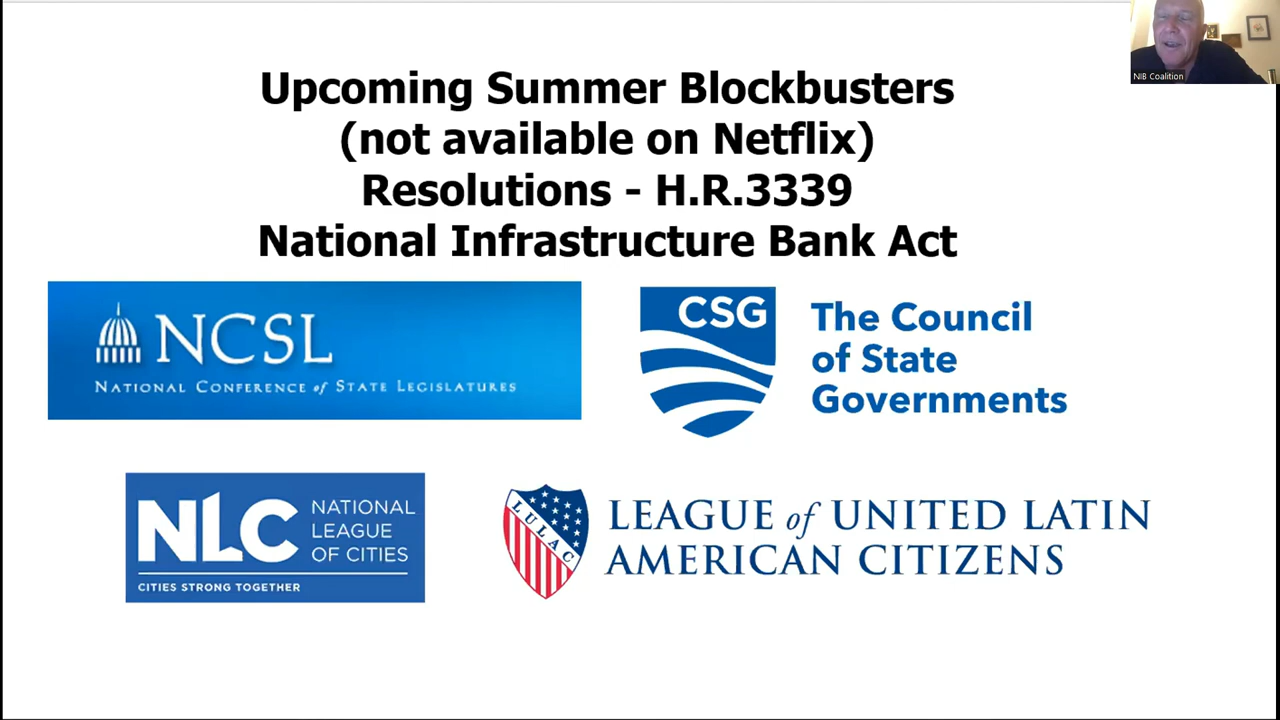 NIB Coalition
Upcoming Summer Blockbusters
(not available on Netflix)
Resolutions - H.R.3339
National Infrastructure Bank Act
NCSL
NATIONAL CONFERENCE of STATE LEGISLATURES
CSG
The Council
of State
Governments
NLC
NATIONAL
LEAGUE
OF CITIES
CITIES STRONG TOGETHER
LULAC
LEAGUE of UNITED LATIN
AMERICAN CITIZENS